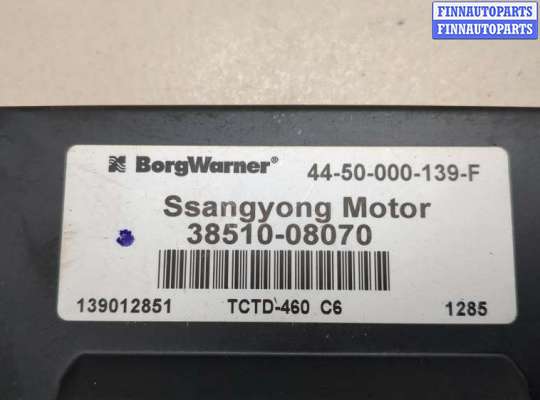 FINNAUTOPARTS
FINNAUTOPARTS
BorgWarner® 44-50-000-139-F
Ssangyong Motor
38510-08070
139012851 TCTD-460 C6 1285